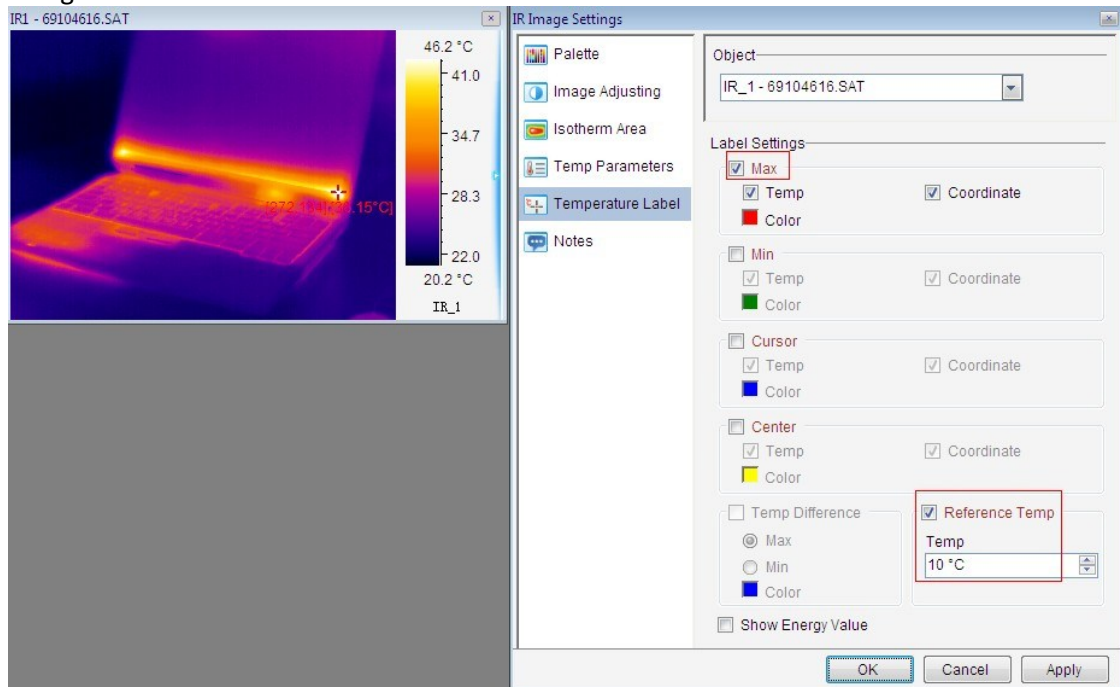 IR1 - 69104616.SAT
46.2 °C
41.0
34.7
28.3
22.0
20.2 °C
IR_1
IR Image Settings
Palette
Image Adjusting
Isotherm Area
Temp Parameters
Temperature Label
Notes
Object
IR_1 - 69104616.SAT
Label Settings
Max
Temp Coordinate
Color
Min
Temp Coordinate
Color
Cursor
Temp Coordinate
Color
Center
Temp Coordinate
Color
Temp Difference
Max
Min
Color
Reference Temp
Temp
10 °C
Show Energy Value
OK Cancel Apply